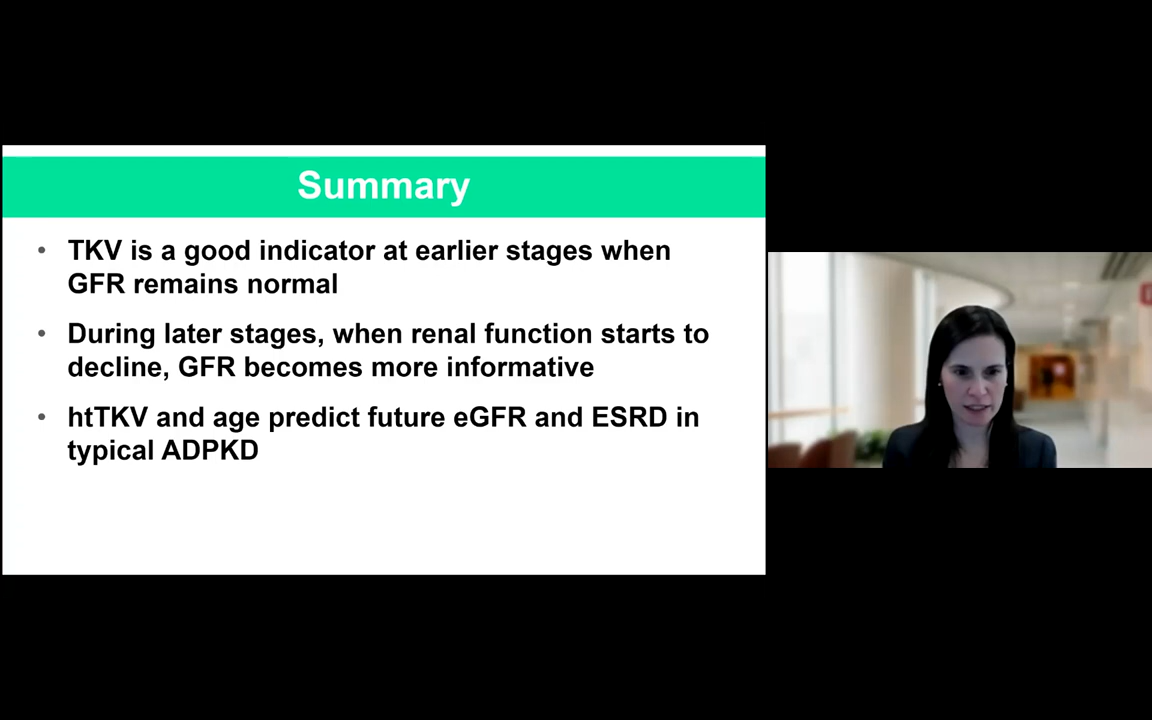 Summary
• TKV is a good indicator at earlier stages when
GFR remains normal
• During later stages, when renal function starts to
decline, GFR becomes more informative
• htTKV and age predict future eGFR and ESRD in
typical ADPKD